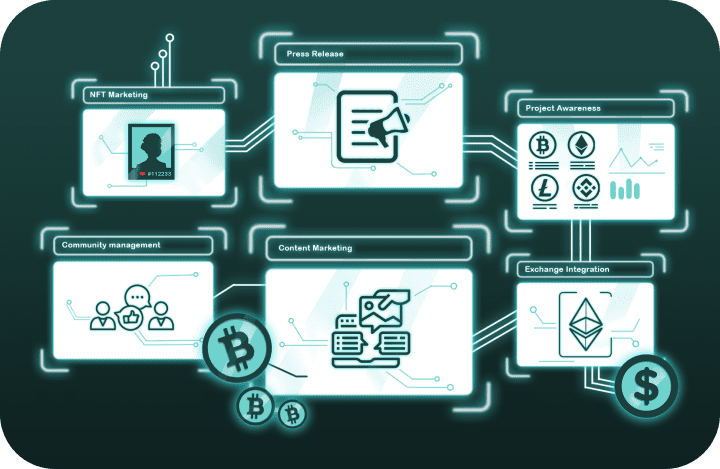 Press Release
NFT Marketing
Project Awareness
#112233
Community management
Content Marketing
Exchange Integration